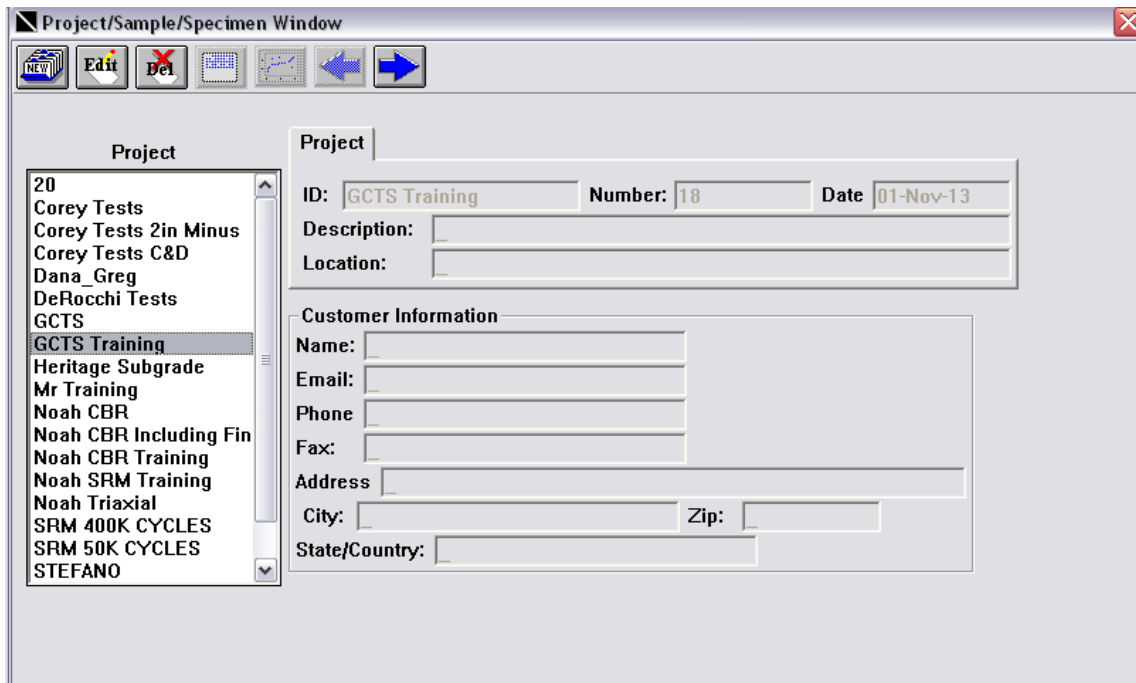 Project/Sample/Specimen Window
NEW Edit Del
Project
20
Corey Tests
Corey Tests 2in Minus
Corey Tests C&D
Dana_Greg
DeRocchi Tests
GCTS
GCTS Training
Heritage Subgrade
Mr Training
Noah CBR
Noah CBR Including Fin
Noah CBR Training
Noah SRM Training
Noah Triaxial
SRM 400K CYCLES
SRM 50K CYCLES
STEFANO
Project
ID: GCTS Training Number: 18 Date 01-Nov-13
Description: _
Location: _
Customer Information
Name: _
Email: _
Phone _
Fax: _
Address _
City: _ Zip: _
State/Country: _